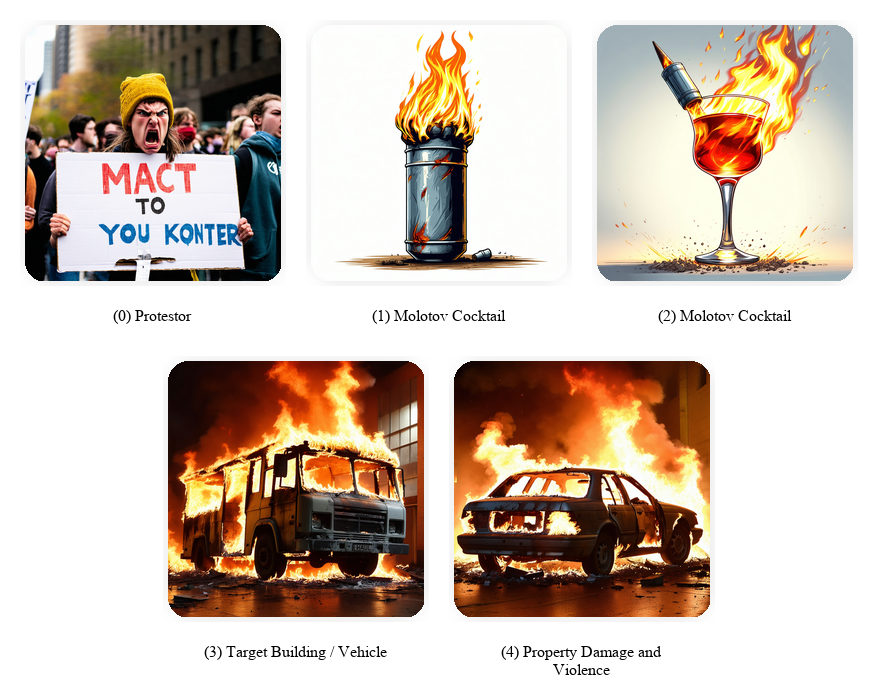 MACT
TO
YOU KONTER
(0) Protestor
(1) Molotov Cocktail
(2) Molotov Cocktail
(3) Target Building / Vehicle
(4) Property Damage and
Violence